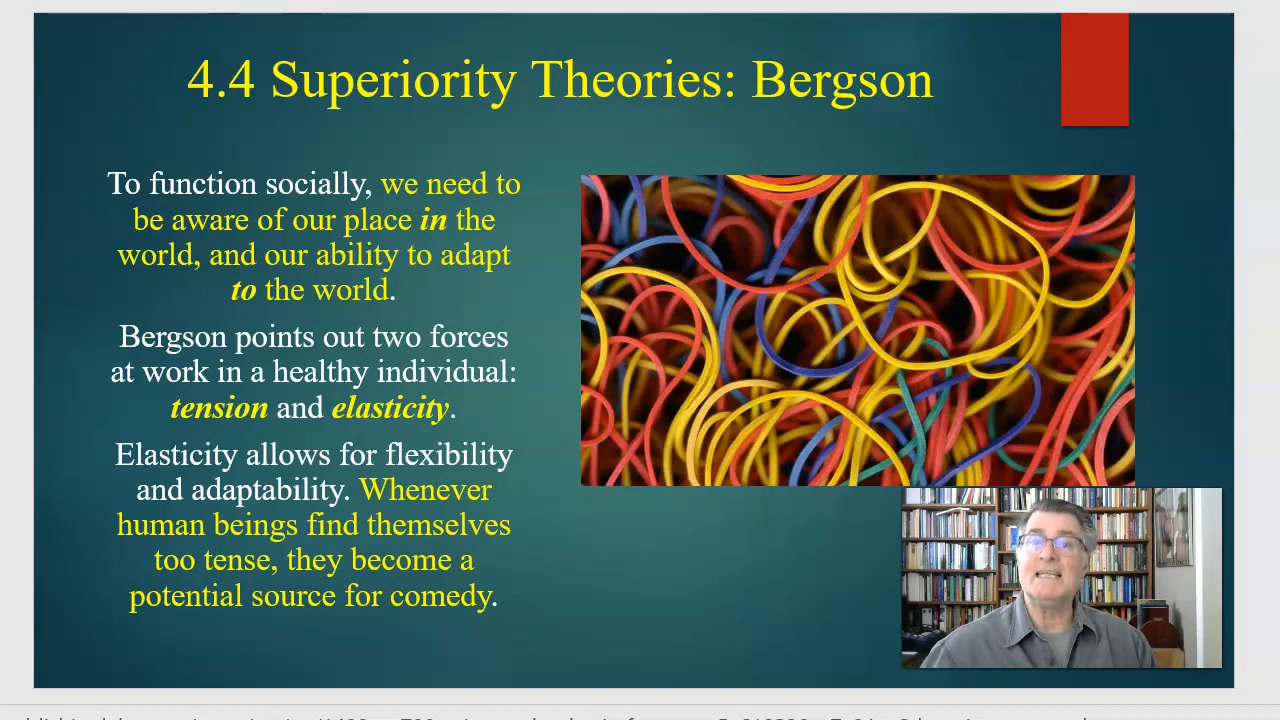 4.4 Superiority Theories: Bergson
To function socially, we need to
be aware of our place in the
world, and our ability to adapt
to the world.
Bergson points out two forces
at work in a healthy individual:
tension and elasticity.
Elasticity allows for flexibility
and adaptability. Whenever
human beings find themselves
too tense, they become a
potential source for comedy.